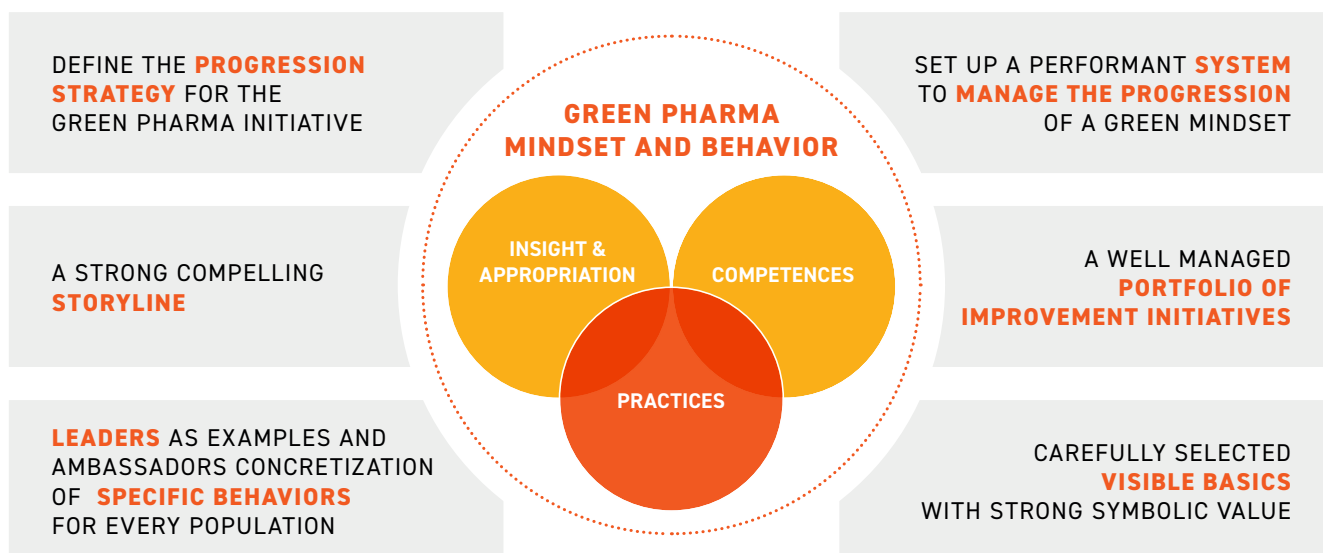 DEFINE THE PROGRESSION
STRATEGY FOR THE
GREEN PHARMA INITIATIVE
A STRONG COMPELLING
STORYLINE
LEADERS AS EXAMPLES AND
AMBASSADORS CONCRETIZATION
OF SPECIFIC BEHAVIORS
FOR EVERY POPULATION
GREEN PHARMA
MINDSET AND BEHAVIOR
INSIGHT &
APPROPRIATION
COMPETENCES
PRACTICES
SET UP A PERFORMANT SYSTEM
TO MANAGE THE PROGRESSION
OF A GREEN MINDSET
A WELL MANAGED
PORTFOLIO OF
IMPROVEMENT INITIATIVES
CAREFULLY SELECTED
VISIBLE BASICS
WITH STRONG SYMBOLIC VALUE